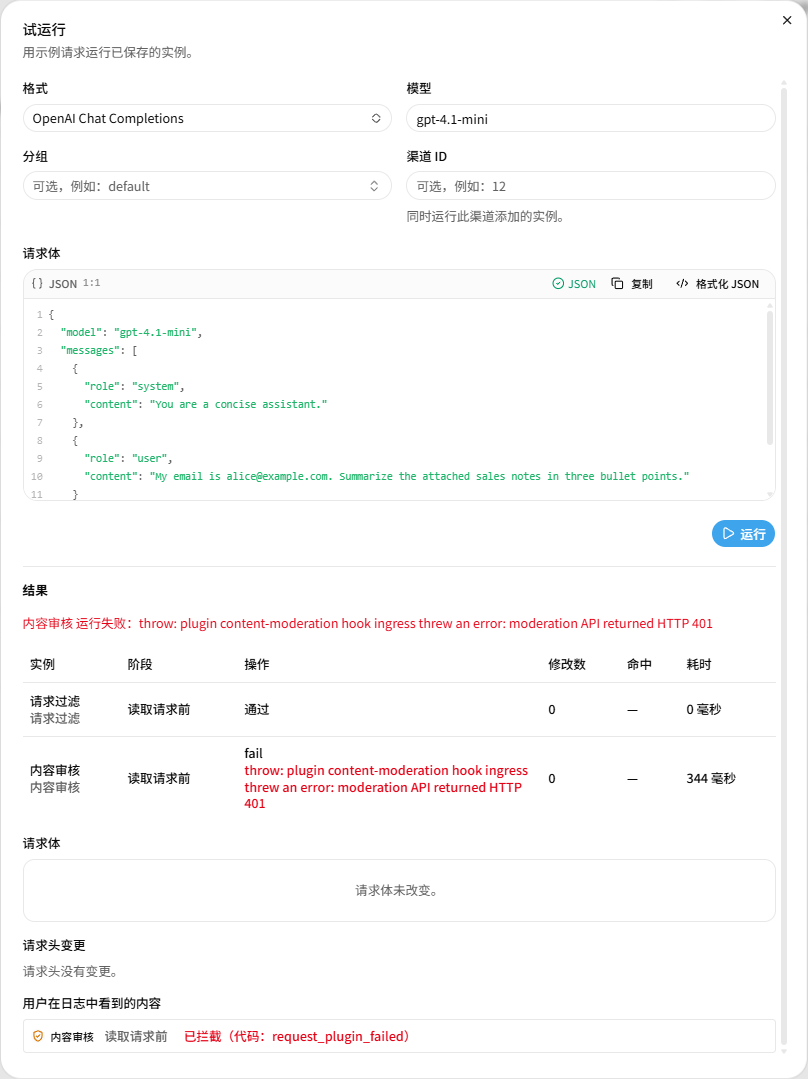 试运行
用示例请求运行已保存的实例。
格式
模型
OpenAI Chat Completions
gpt-4.1-mini
分组
渠道 ID
可选，例如：default
可选，例如：12
同时运行此渠道添加的实例。
请求体
{ } JSON 1:1
JSON 复制 </> 格式化 JSON
1 {
2 "model": "gpt-4.1-mini",
3 "messages": [
4 {
5 "role": "system",
6 "content": "You are a concise assistant."
7 },
8 {
9 "role": "user",
10 "content": "My email is alice@example.com. Summarize the attached sales notes in three bullet points."
11 }
运行
结果
内容审核 运行失败：throw: plugin content-moderation hook ingress threw an error: moderation API returned HTTP 401
实例 阶段 操作 修改数 命中 耗时
请求过滤
请求过滤
读取请求前 通过 0 — 0 毫秒
内容审核
内容审核
读取请求前
fail
throw: plugin content-moderation hook ingress
threw an error: moderation API returned HTTP
401
0 — 344 毫秒
请求体
请求体未改变。
请求头变更
请求头没有变更。
用户在日志中看到的内容
内容审核 读取请求前 已拦截（代码：request_plugin_failed）